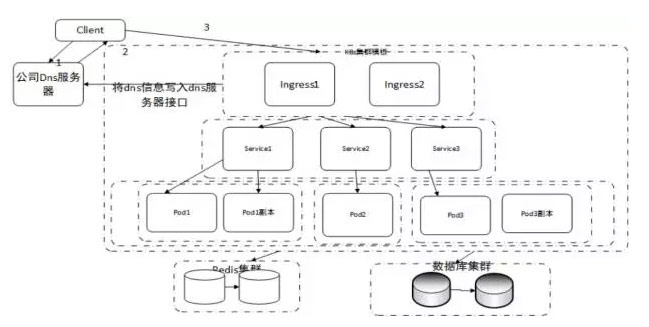 Client
3
1
2
K8s集群模板
公司Dns服务
器
将dns信息写入dns服
务器接口
Ingress1
Ingress2
Service1
Service2
Service3
Pod1
Pod1副本
Pod2
Pod3
Pod3副本
Redis集群
数据库集群